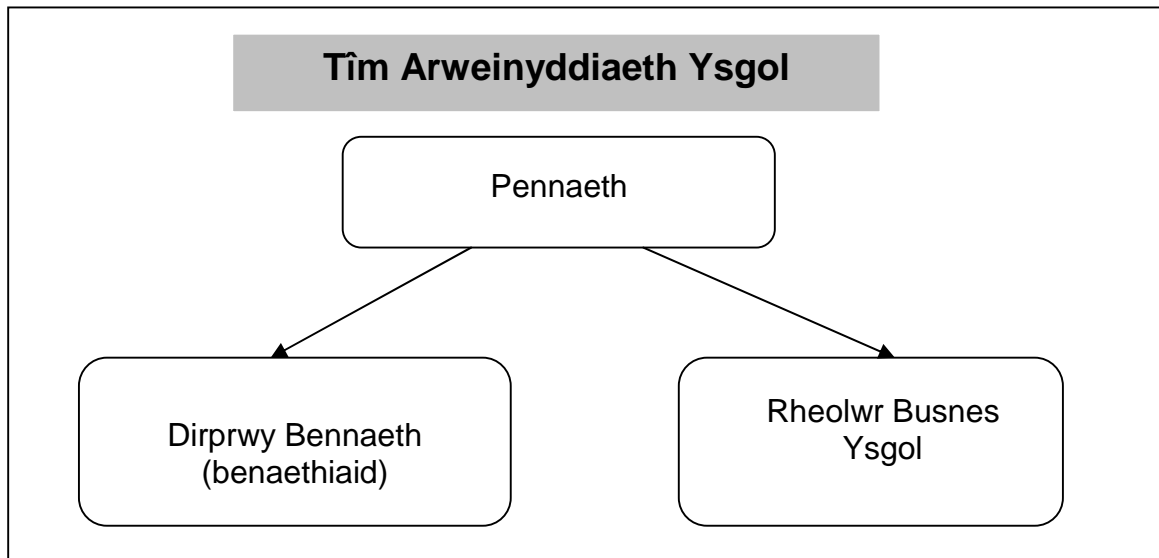 Tîm Arweinyddiaeth Ysgol
Pennaeth
Dirprwy Bennaeth
(benaethiaid)
Rheolwr Busnes
Ysgol